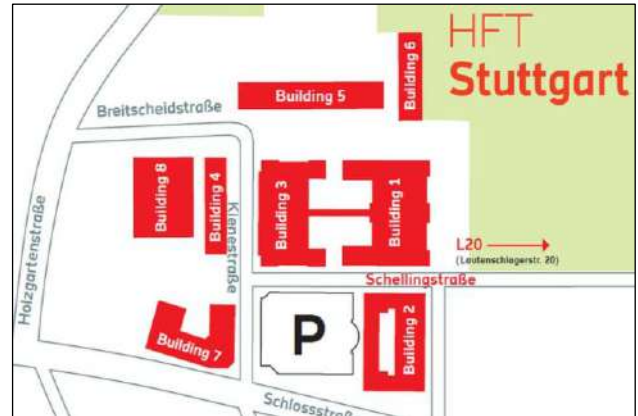 HFT
Stuttgart
Building 6
Building 5
Breitscheidstraße
Building 8
Building 4
Kienestraße
Building 3
Building 1
Holzgartenstraße
L20
(Lautenschlagerstr. 20)
Schellingstraße
P
Building 2
Building 7